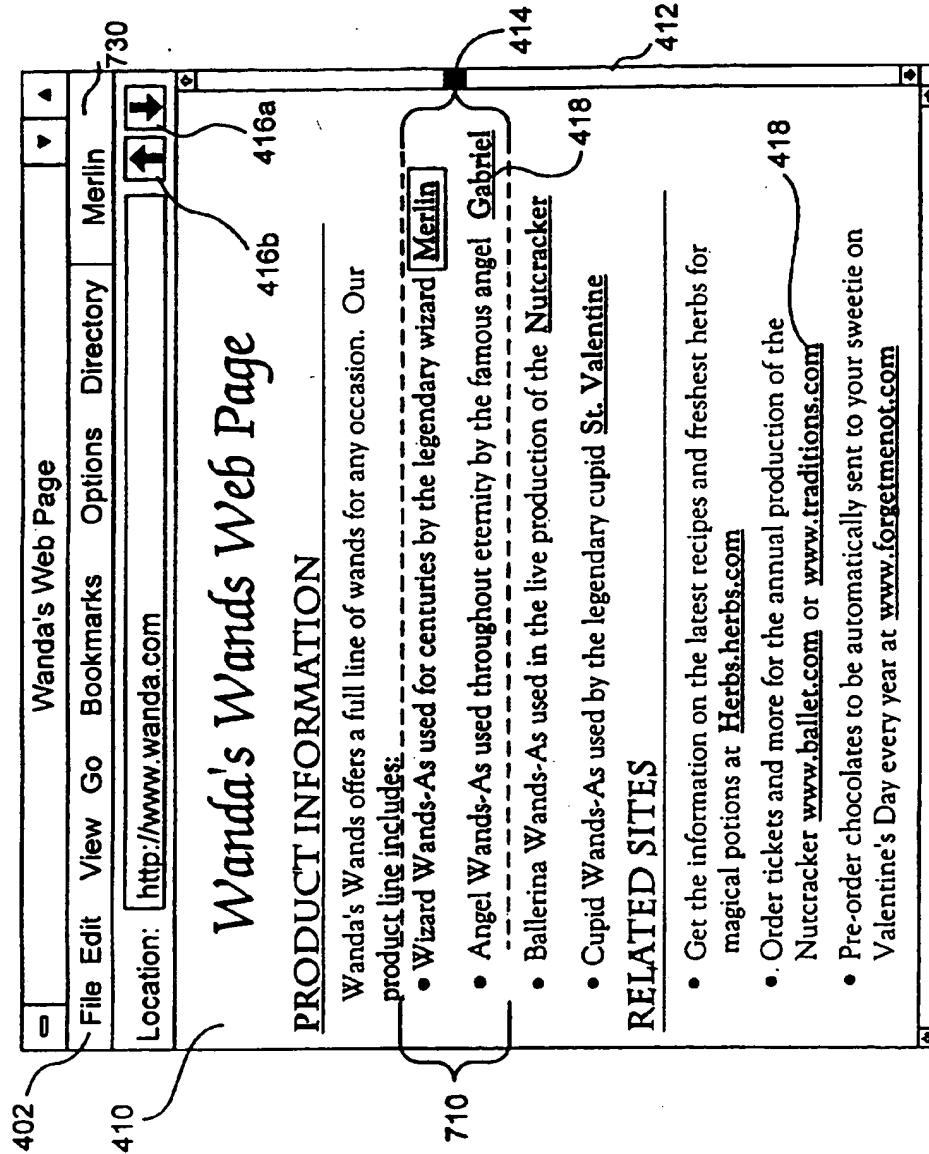 Wanda's Web Page
402
File Edit View Go Bookmarks Options Directory Merlin
730
Location: http://www.wanda.com
416b
416a
410
Wanda's Wands Web Page
PRODUCT INFORMATION
Wanda's Wands offers a full line of wands for any occasion. Our
product line includes:
• Wizard Wands-As used for centuries by the legendary wizard Merlin
414
710
• Angel Wands-As used throughout eternity by the famous angel Gabriel
418
• Ballerina Wands-As used in the live production of the Nutcracker
• Cupid Wands-As used by the legendary cupid St. Valentine
412
RELATED SITES
• Get the information on the latest recipes and freshest herbs for
magical potions at Herbs.herbs.com
• Order tickets and more for the annual production of the
418
Nutcracker www.ballet.com or www.traditions.com
• Pre-order chocolates to be automatically sent to your sweetie on
Valentine's Day every year at www.forgetmenot.com